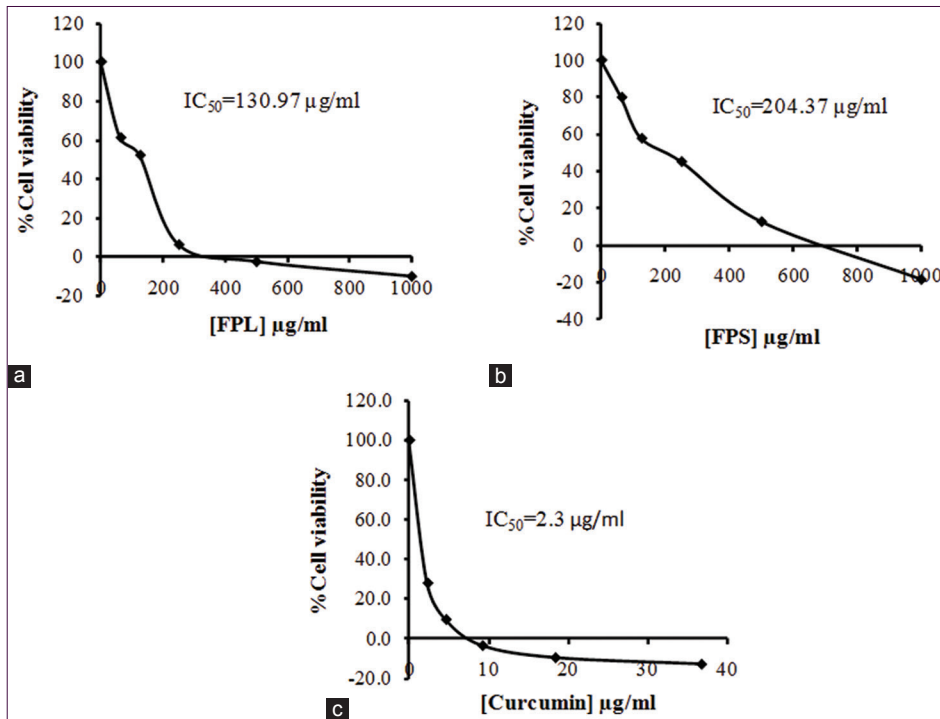 120
100
80
60
40
20
0
-20
%Cell viability
IC50=130.97 µg/ml
0 200 400 600 800 1000
[FPL] µg/ml
a
120
100
80
60
40
20
0
-20
-40
%Cell viability
IC50=204.37 µg/ml
0 200 400 600 800 1000
[FPS] µg/ml
b
120.0
100.0
80.0
60.0
40.0
20.0
0.0
-20.0
%Cell viability
IC50=2.3 µg/ml
0 10 20 30 40
[Curcumin] µg/ml
c